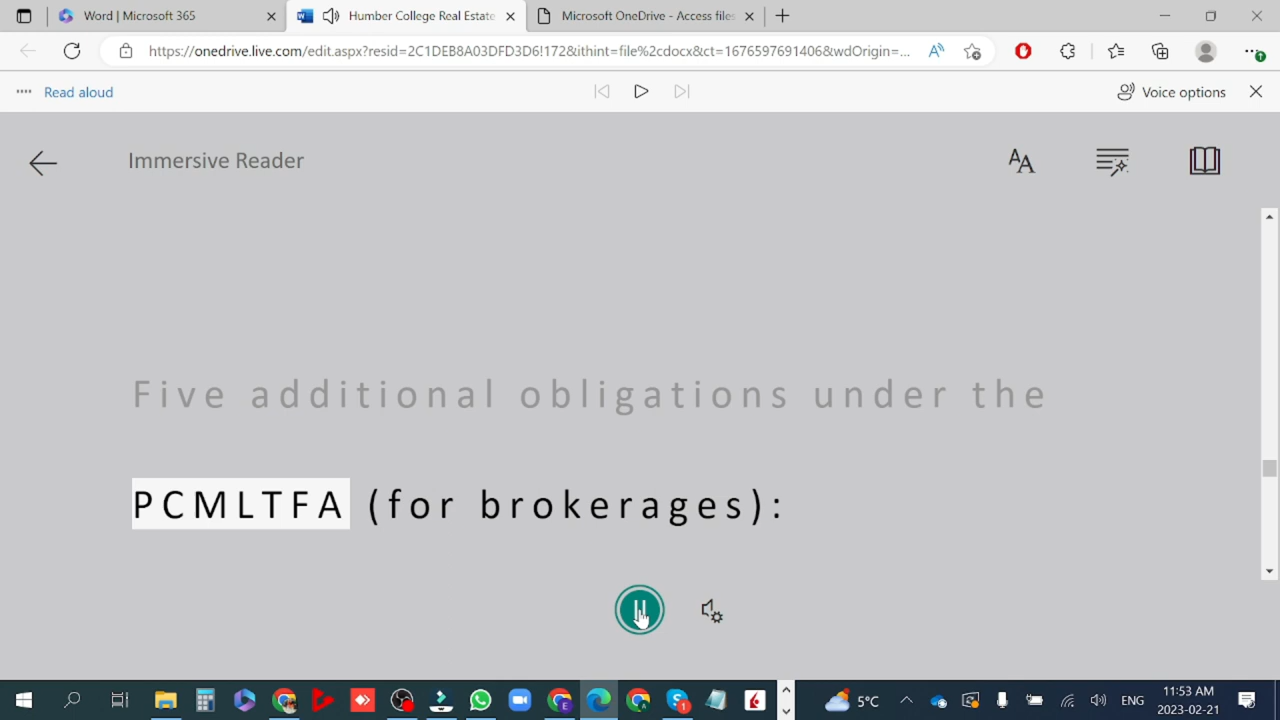 Word | Microsoft 365
Humber College Real Estate
Microsoft OneDrive - Access files
https://onedrive.live.com/edit.aspx?resid=2C1DEB8A03DFD3D6!172&ithint=file%2cdocx&ct=1676597691406&wdOrigin=...
Read aloud
Voice options
Immersive Reader
Five additional obligations under the
PCMLTFA (for brokerages):
5°C
ENG
11:53 AM
2023-02-21